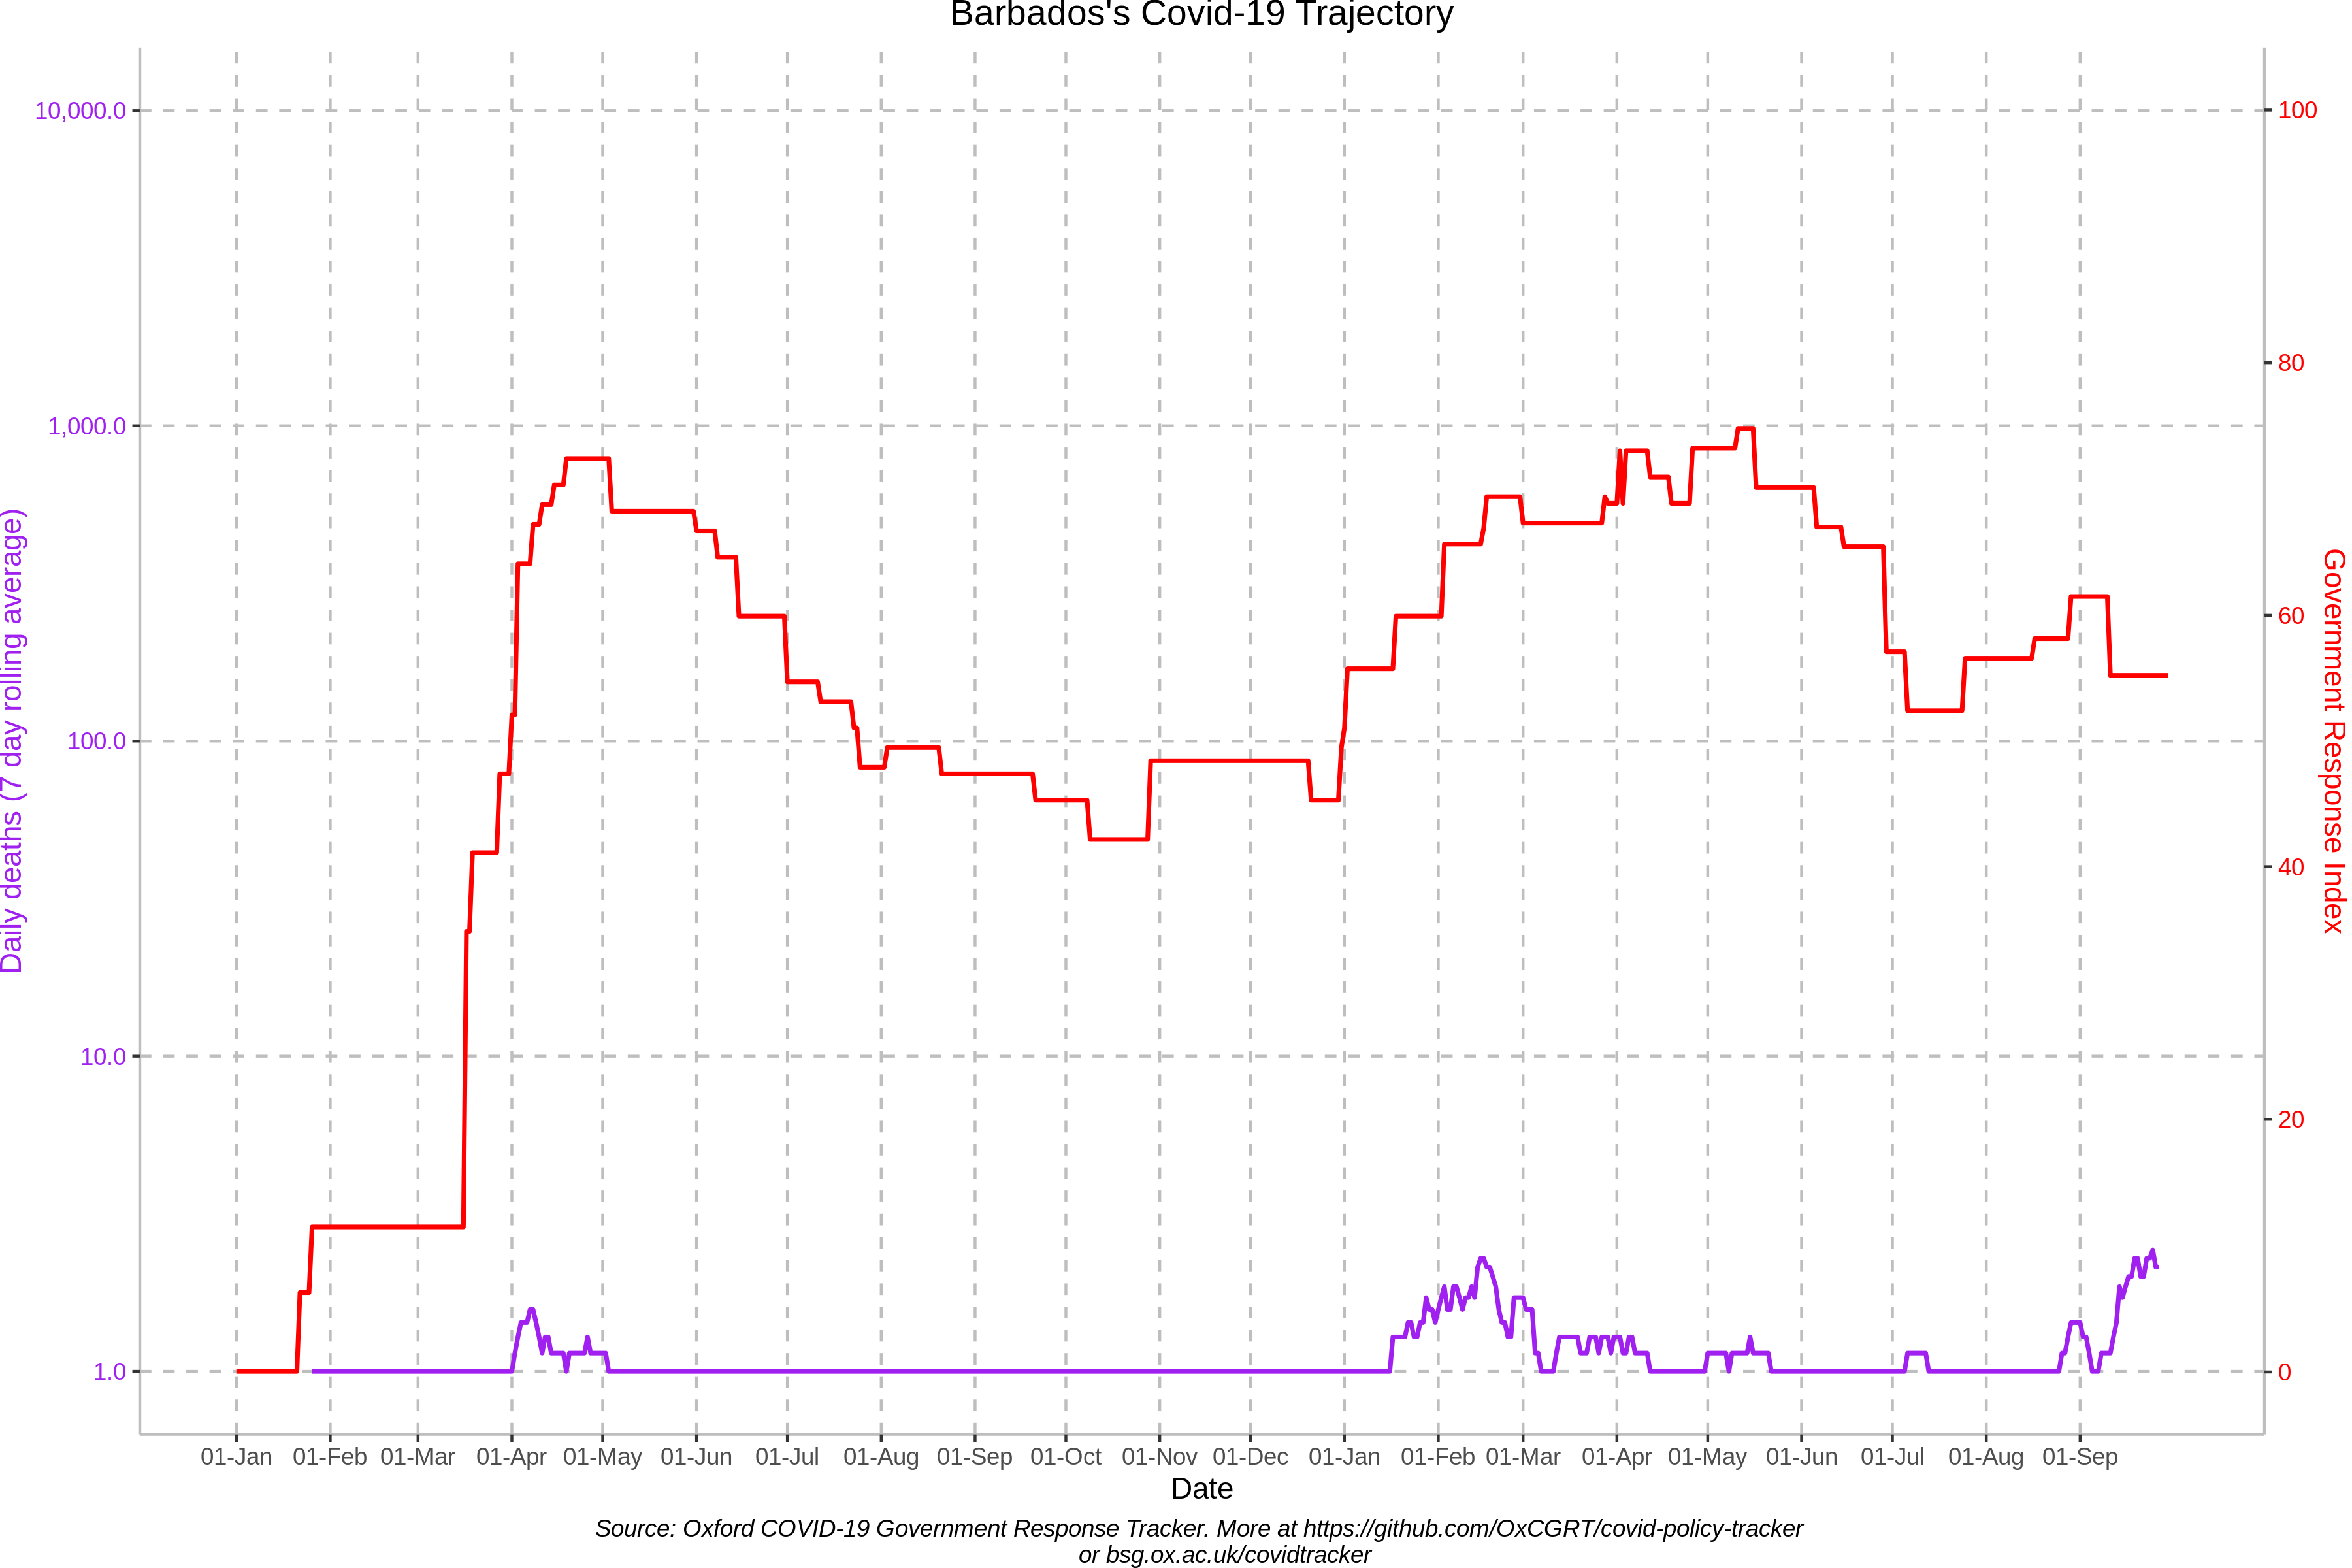 Barbados's Covid-19 Trajectory
10,000.0
1,000.0
100.0
10.0
1.0
Daily deaths (7 day rolling average)
100
80
60
40
20
0
Government Response Index
01-Jan 01-Feb 01-Mar 01-Apr 01-May 01-Jun 01-Jul 01-Aug 01-Sep 01-Oct 01-Nov 01-Dec 01-Jan 01-Feb 01-Mar 01-Apr 01-May 01-Jun 01-Jul 01-Aug 01-Sep
Date
Source: Oxford COVID-19 Government Response Tracker. More at https://github.com/OxCGRT/covid-policy-tracker
or bsg.ox.ac.uk/covidtracker